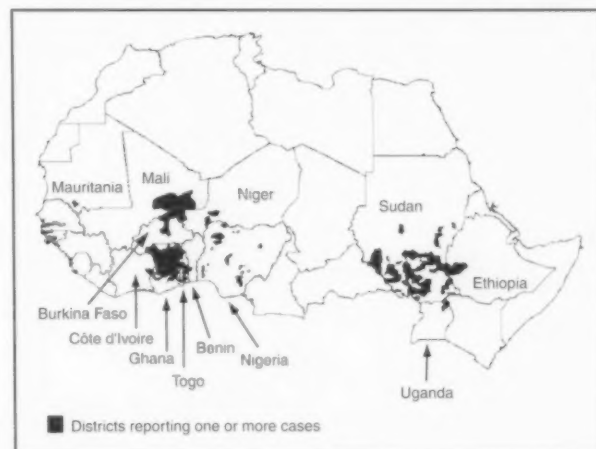 Mauritania
Mali
Niger
Sudan
Ethiopia
Burkina Faso
Côte d'Ivoire
Ghana
Togo
Benin
Nigeria
Uganda
Districts reporting one or more cases